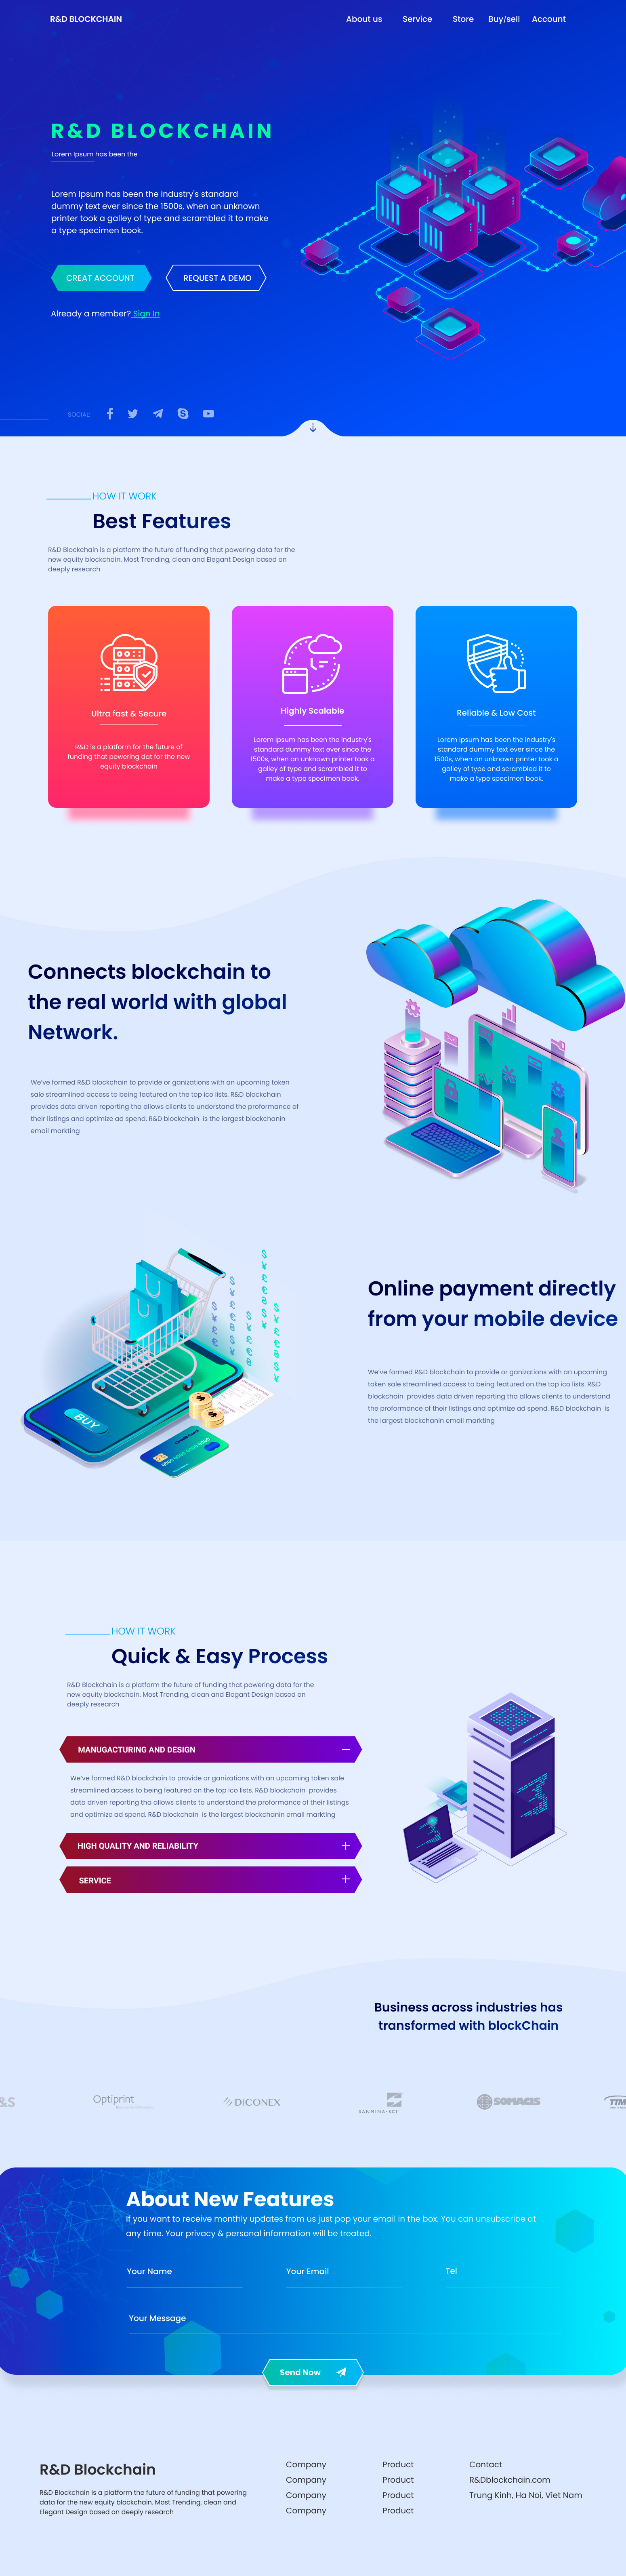 R&D BLOCKCHAIN
About us Service Store Buy/sell Account
R&D BLOCKCHAIN
Lorem Ipsum has been the
Lorem Ipsum has been the industry's standard
dummy text ever since the 1500s, when an unknown
printer took a galley of type and scrambled it to make
a type specimen book.
CREAT ACCOUNT
REQUEST A DEMO
Already a member? Sign In
SOCIAL:
HOW IT WORK
Best Features
R&D Blockchain is a platform the future of funding that powering data for the
new equity blockchain. Most Trending, clean and Elegant Design based on
deeply research
Ultra fast & Secure
R&D is a platform for the future of
funding that powering dat for the new
equity blockchain
Highly Scalable
Lorem Ipsum has been the industry's
standard dummy text ever since the
1500s, when an unknown printer took a
galley of type and scrambled it to
make a type specimen book.
Reliable & Low Cost
Lorem Ipsum has been the industry's
standard dummy text ever since the
1500s, when an unknown printer took a
galley of type and scrambled it to
make a type specimen book.
Connects blockchain to
the real world with global
Network.
We've formed R&D blockchain to provide or ganizations with an upcoming token
sale streamlined access to being featured on the top ico lists. R&D blockchain
provides data driven reporting tha allows clients to understand the proformance of
their listings and optimize ad spend. R&D blockchain is the largest blockchanin
email markting
BUY
Online payment directly
from your mobile device
We've formed R&D blockchain to provide or ganizations with an upcoming
token sale streamlined access to being featured on the top ico lists. R&D
blockchain provides data driven reporting tha allows clients to understand
the proformance of their listings and optimize ad spend. R&D blockchain is
the largest blockchanin email markting
HOW IT WORK
Quick & Easy Process
R&D Blockchain is a platform the future of funding that powering data for the
new equity blockchain. Most Trending, clean and Elegant Design based on
deeply research
MANUGACTURING AND DESIGN
We've formed R&D blockchain to provide or ganizations with an upcoming token sale
streamlined access to being featured on the top ico lists. R&D blockchain provides
data driven reporting tha allows clients to understand the proformance of their listings
and optimize ad spend. R&D blockchain is the largest blockchanin email markting
HIGH QUALITY AND RELIABILITY
SERVICE
Business across industries has
transformed with blockChain
&S
Optiprint
DICONEX
SANMINA-SCI
SOMACIS
TTM
About New Features
If you want to receive monthly updates from us just pop your email in the box. You can unsubscribe at
any time. Your privacy & personal information will be treated.
Your Name
Your Email
Tel
Your Message
Send Now
R&D Blockchain
R&D Blockchain is a platform the future of funding that powering
data for the new equity blockchain. Most Trending, clean and
Elegant Design based on deeply research
Company
Company
Company
Company
Product
Product
Product
Product
Contact
R&Dblockchain.com
Trung Kính, Ha Noi, Viet Nam